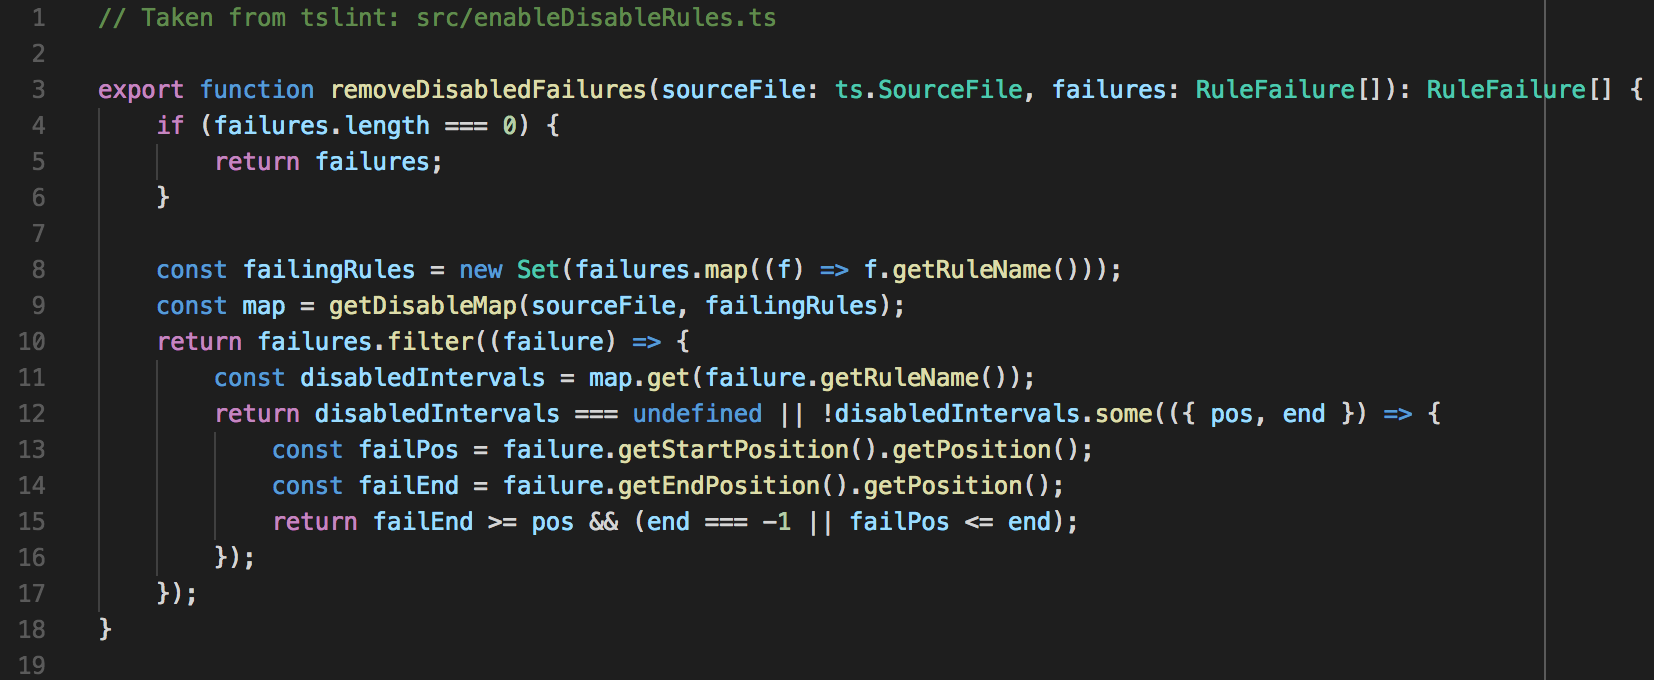 1 // Taken from tslint: src/enableDisableRules.ts
2
3 export function removeDisabledFailures(sourceFile: ts.SourceFile, failures: RuleFailure[]): RuleFailure[] {
4     if (failures.length === 0) {
5         return failures;
6     }
7
8     const failingRules = new Set(failures.map((f) => f.getRuleName()));
9     const map = getDisableMap(sourceFile, failingRules);
10     return failures.filter((failure) => {
11         const disabledIntervals = map.get(failure.getRuleName());
12         return disabledIntervals === undefined || !disabledIntervals.some(({ pos, end }) => {
13             const failPos = failure.getStartPosition().getPosition();
14             const failEnd = failure.getEndPosition().getPosition();
15             return failEnd >= pos && (end === -1 || failPos <= end);
16         });
17     });
18 }
19